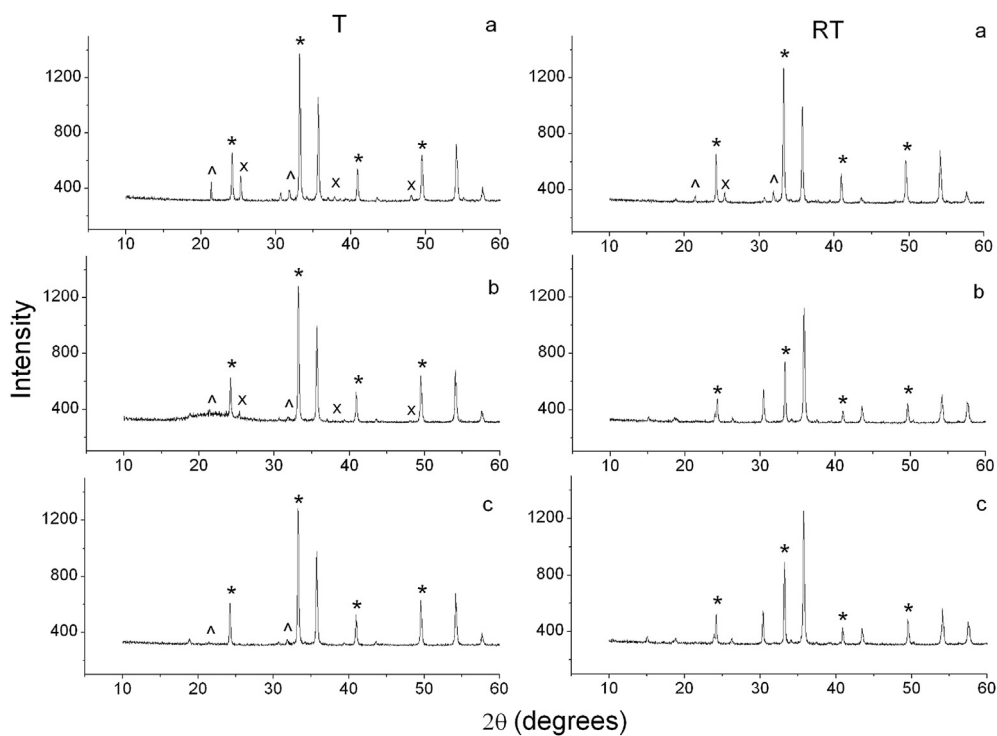 T
RT
a
1200
800
400
* ^ * x ^ * x * x *
10 20 30 40 50 60
a
1200
800
400
^ * x ^ * * *
10 20 30 40 50 60
b
1200
800
400
^ * x ^ * x * x *
10 20 30 40 50 60
b
1200
800
400
* * * *
10 20 30 40 50 60
c
1200
800
400
^ * ^ * * *
10 20 30 40 50 60
c
1200
800
400
* * * *
10 20 30 40 50 60
Intensity
2θ (degrees)